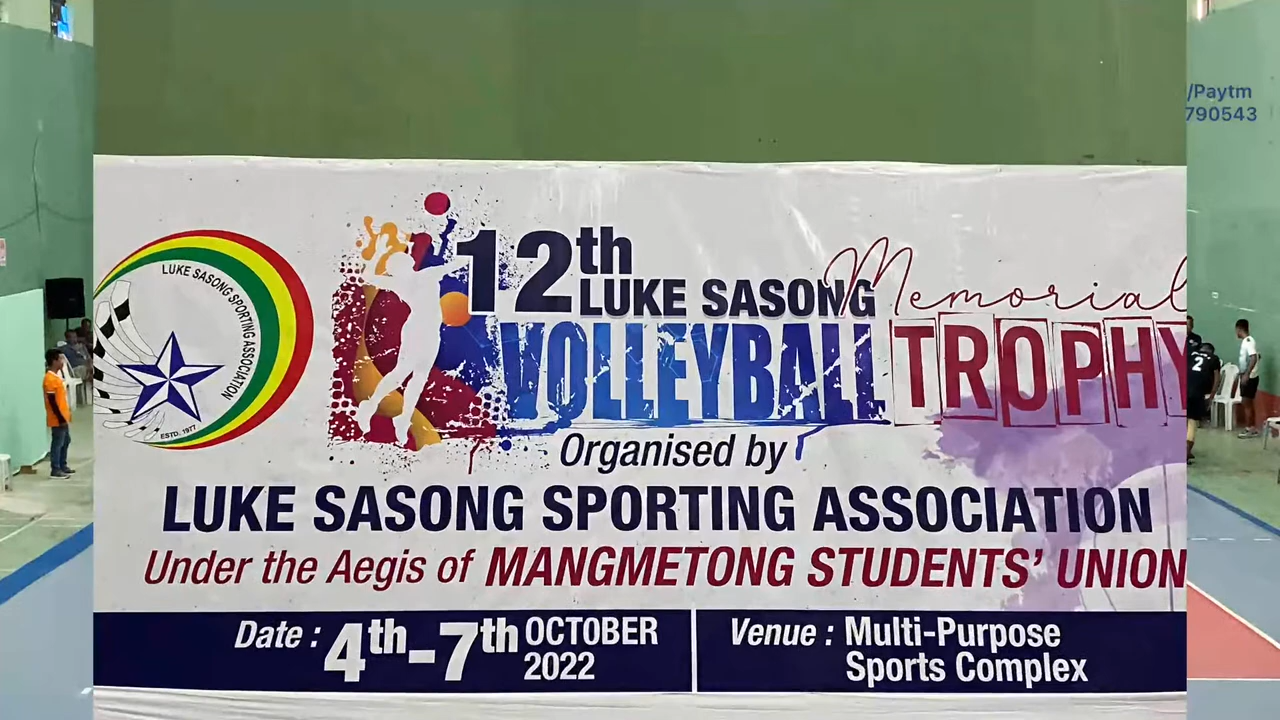 /Paytm
790543
12th
LUKE SASONG Memorial
VOLLEYBALL TROPHY
Organised by
LUKE SASONG SPORTING ASSOCIATION
Under the Aegis of MANGMETONG STUDENTS' UNION
Date : 4th-7th OCTOBER 2022
Venue : Multi-Purpose
Sports Complex
LUKE SASONG SPORTING ASSOCIATION
ESTD. 1977
2